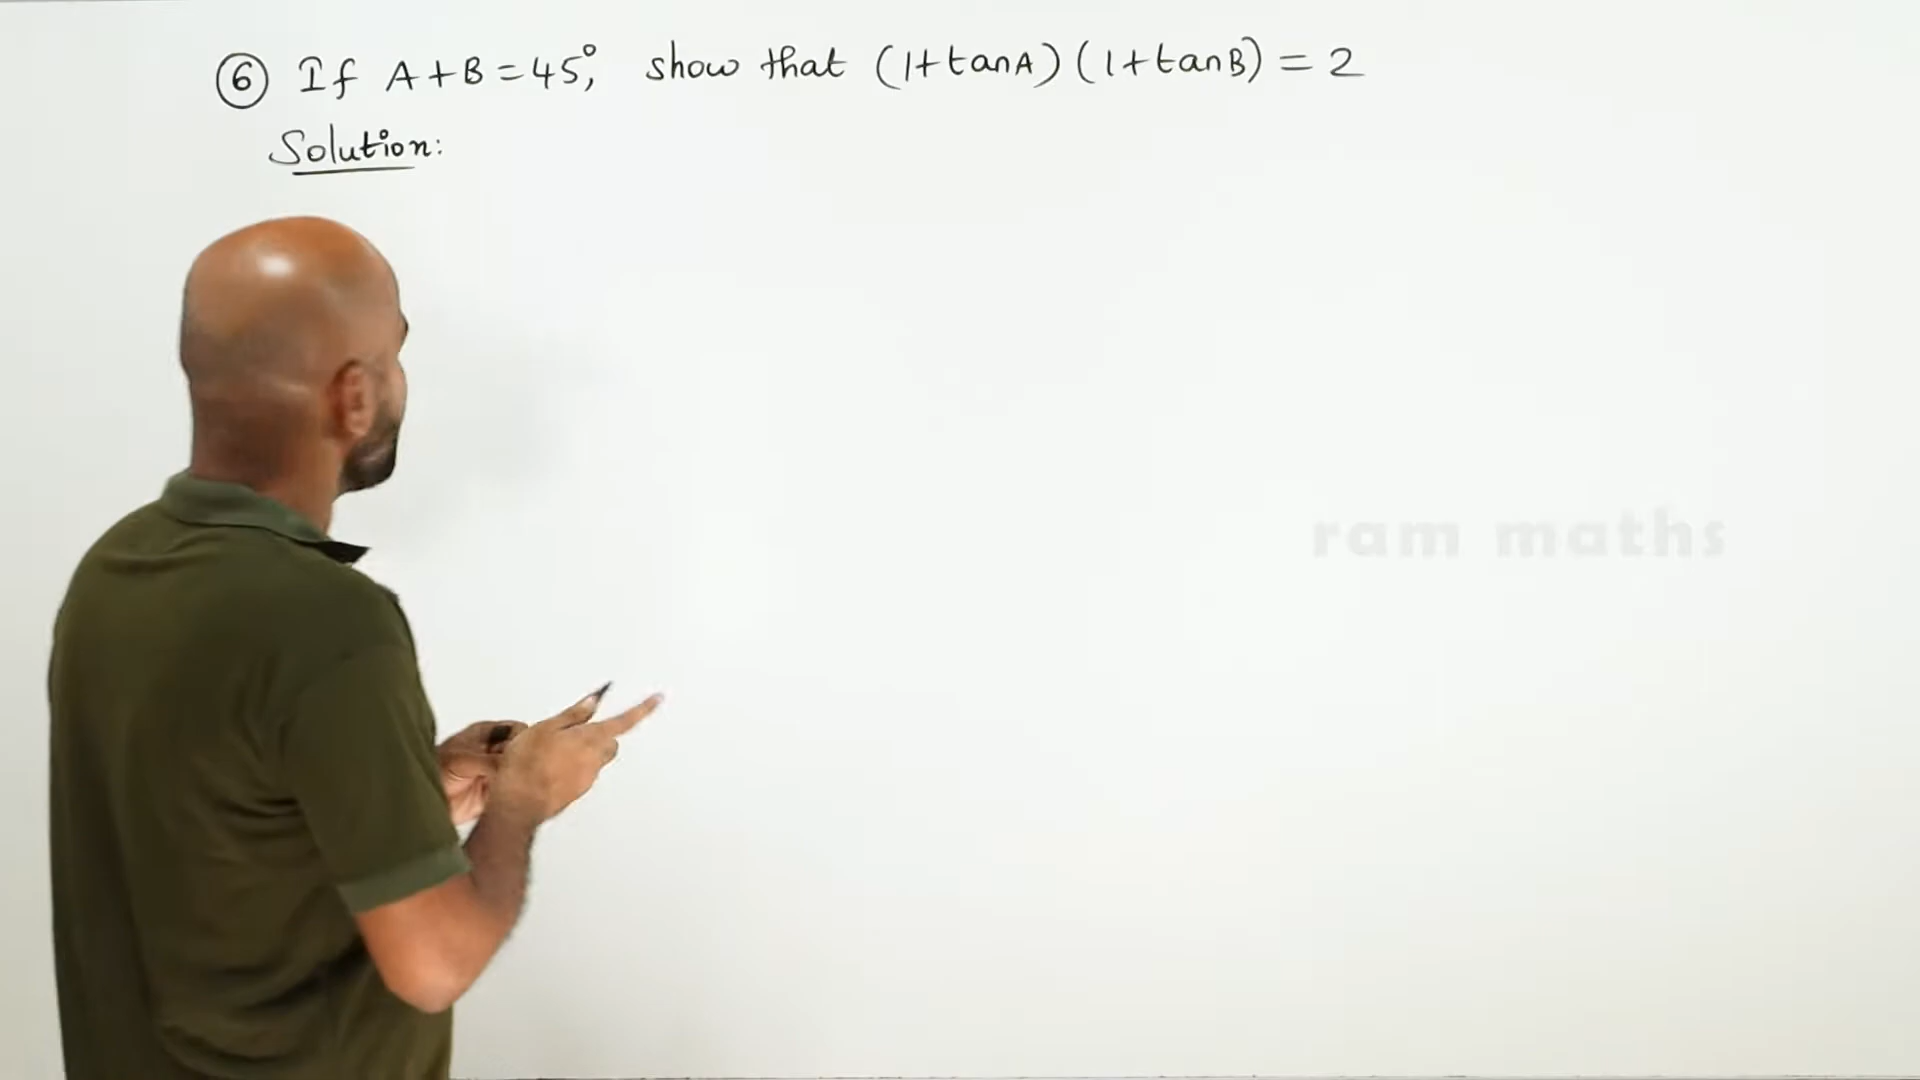 ⑥ If A+B=45°, show that (1+tanA)(1+tanB) = 2
Solution:
ram maths